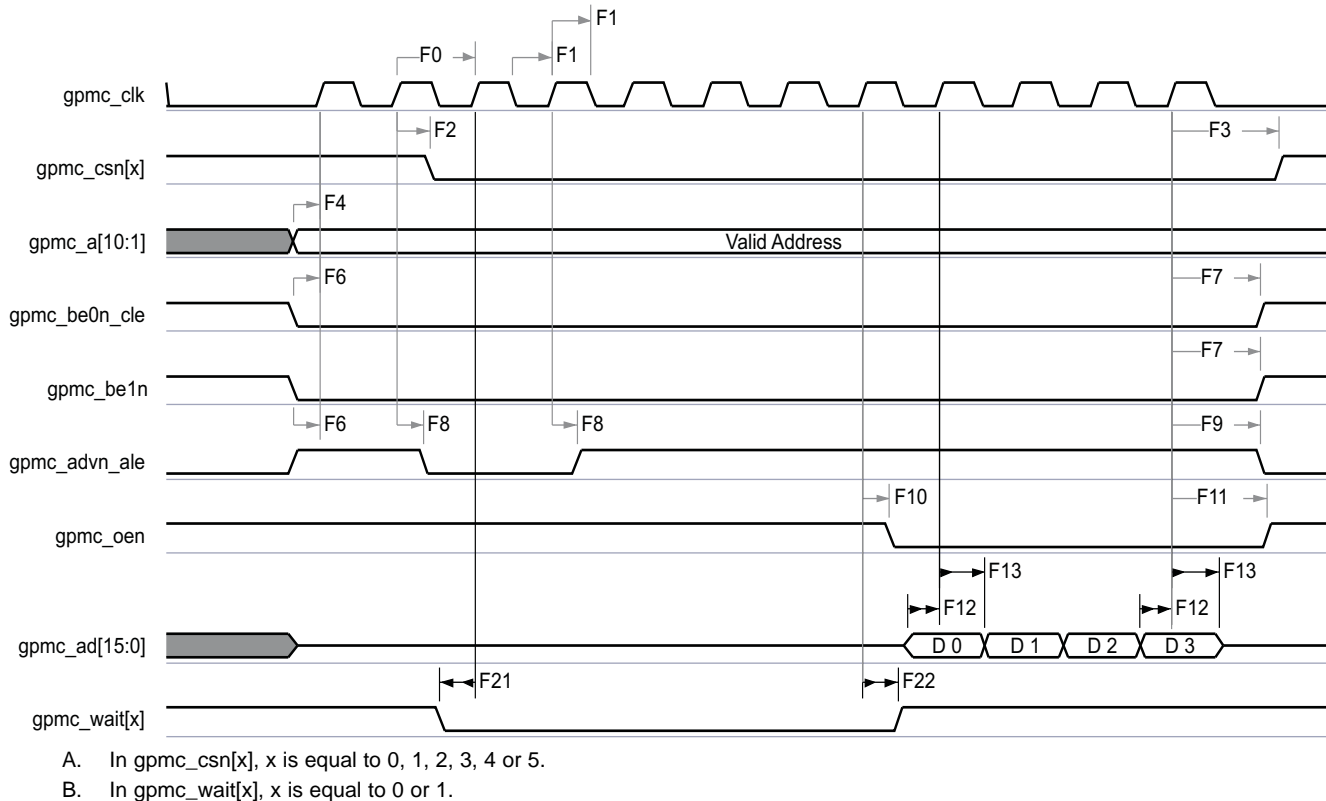 F1
F0
F1
gpmc_clk
F2
F3
gpmc_csn[x]
F4
gpmc_a[10:1]
Valid Address
F6
F7
gpmc_be0n_cle
F7
gpmc_be1n
F6
F8
F8
F9
gpmc_advn_ale
F10
F11
gpmc_oen
F13
F13
F12
F12
gpmc_ad[15:0]
D 0
D 1
D 2
D 3
F21
F22
gpmc_wait[x]
A. In gpmc_csn[x], x is equal to 0, 1, 2, 3, 4 or 5.
B. In gpmc_wait[x], x is equal to 0 or 1.